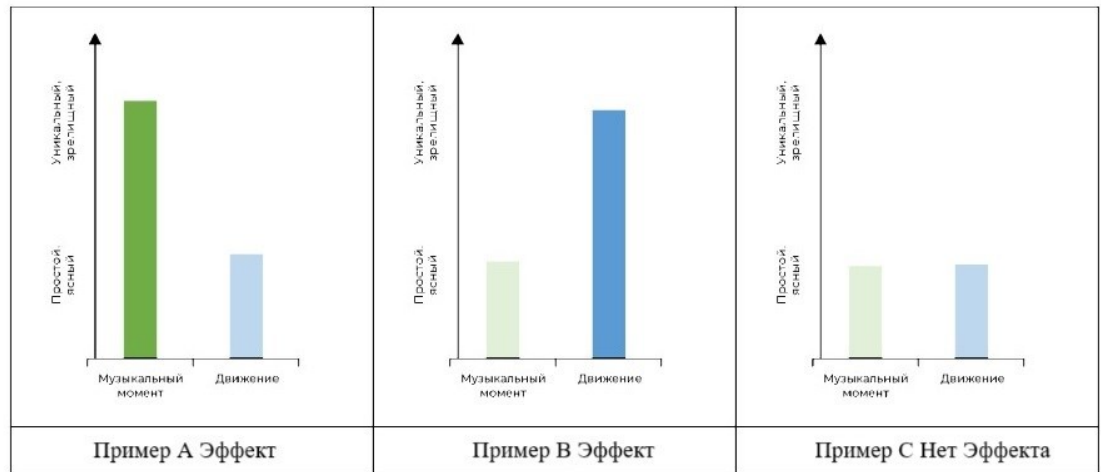 Уникальный,
зрелищный
Простой,
ясный
Музыкальный
момент
Движение
Пример А Эффект
Уникальный,
зрелищный
Простой,
ясный
Музыкальный
момент
Движение
Пример В Эффект
Уникальный,
зрелищный
Простой,
ясный
Музыкальный
момент
Движение
Пример С Нет Эффекта